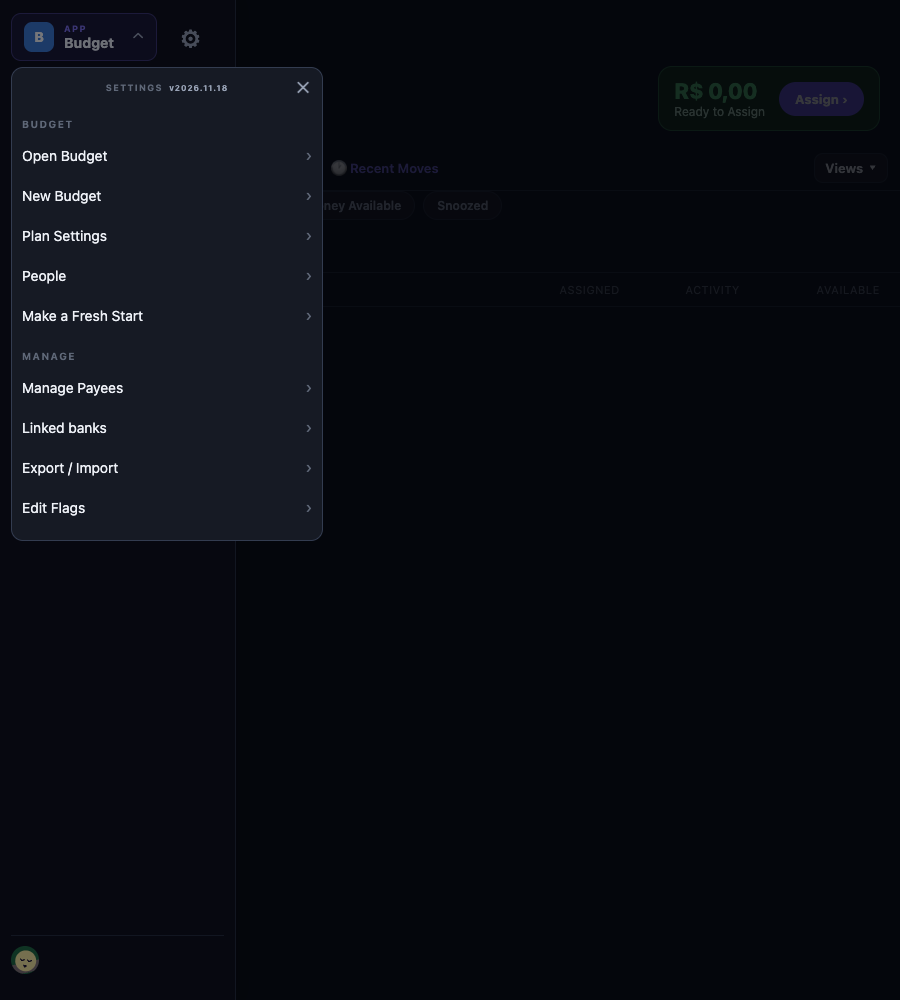 B
APP
Budget
SETTINGS v2026.11.18
BUDGET
Open Budget
New Budget
Plan Settings
People
Make a Fresh Start
MANAGE
Manage Payees
Linked banks
Export / Import
Edit Flags
R$ 0,00
Ready to Assign
Assign ›
Recent Moves
Views
ney Available
Snoozed
ASSIGNED
ACTIVITY
AVAILABLE